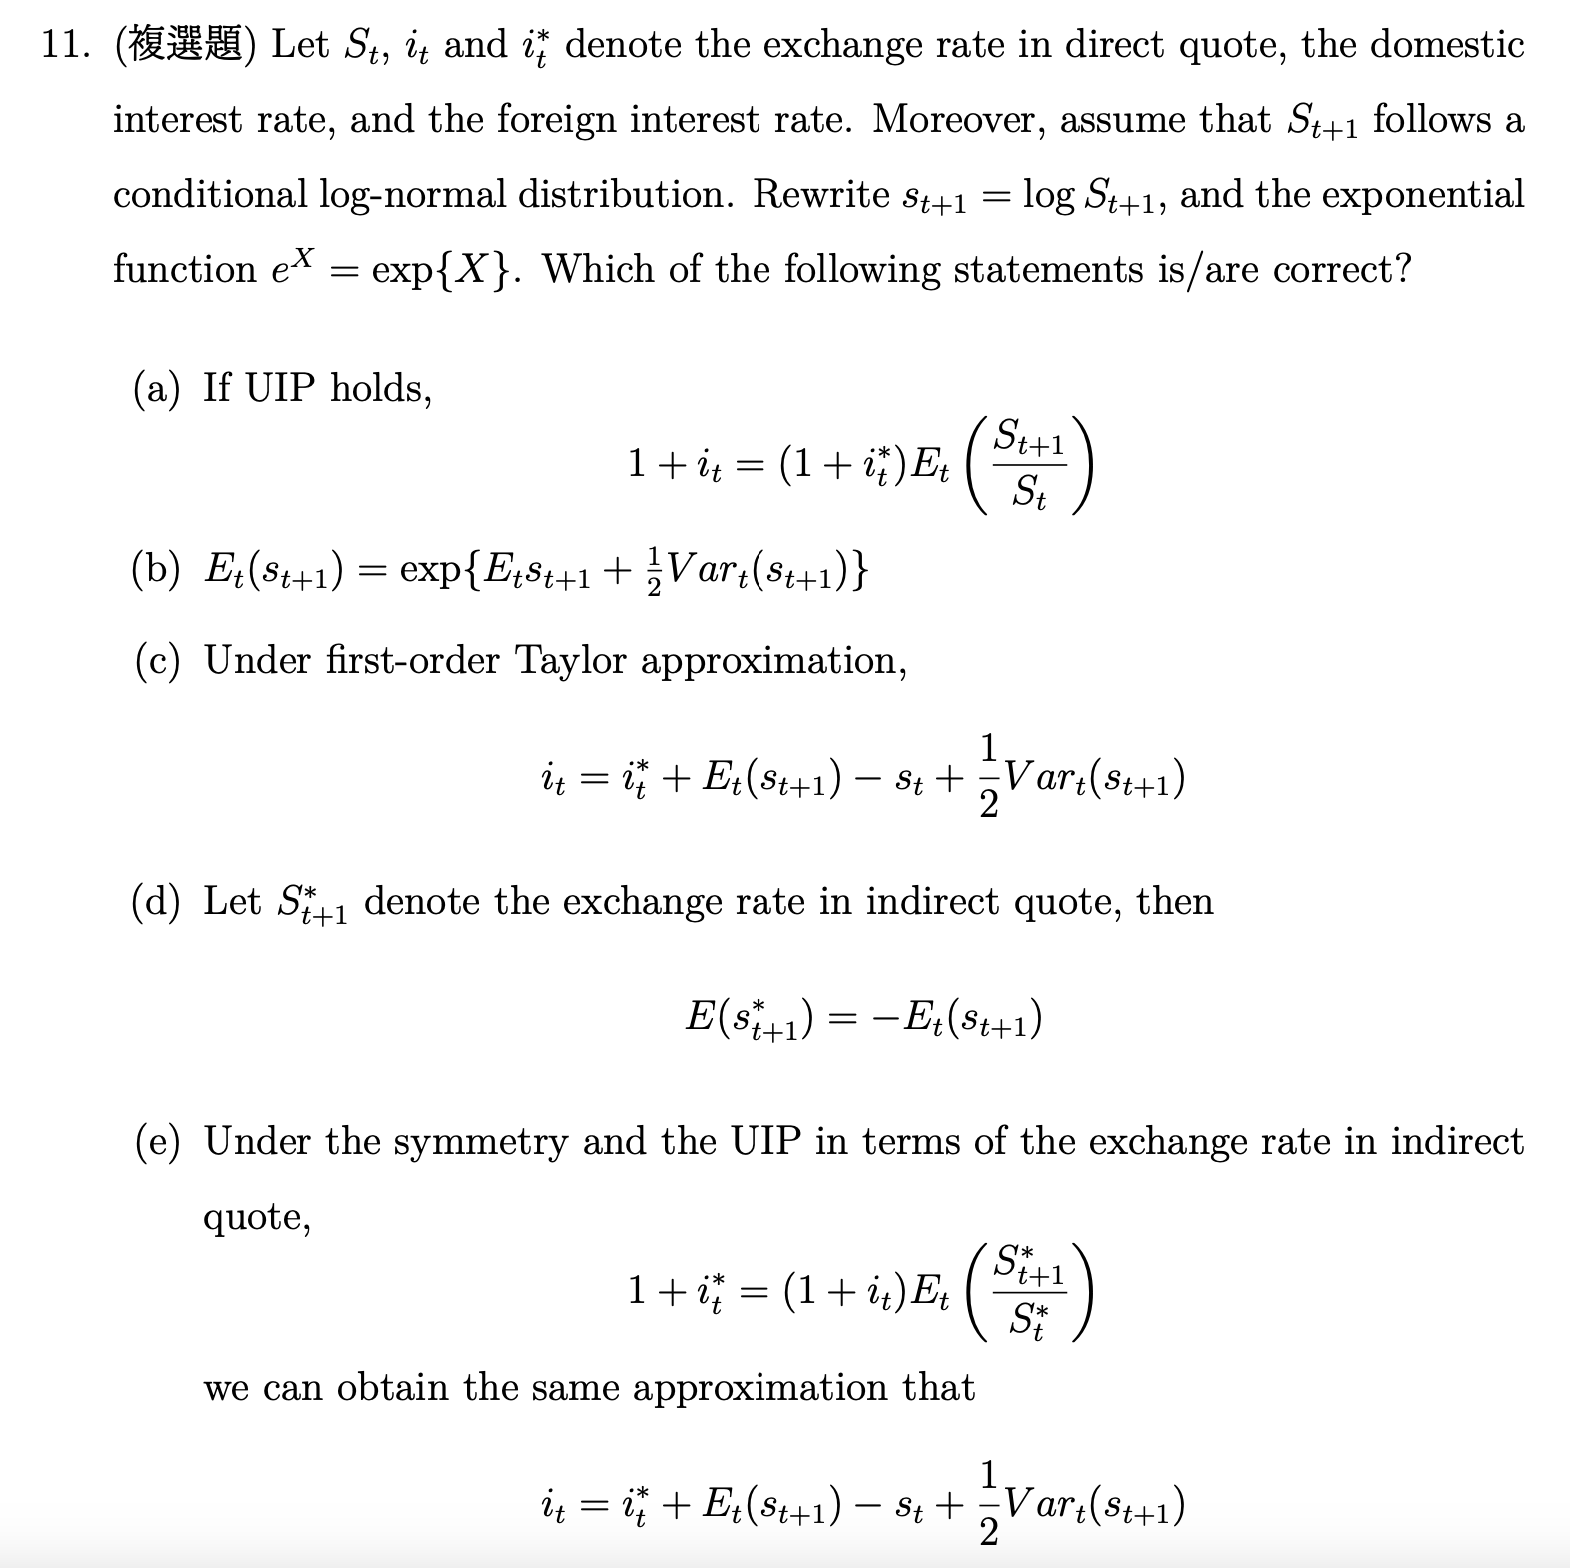 11. (複選題) Let S_t, i_t and i_t^* denote the exchange rate in direct quote, the domestic
interest rate, and the foreign interest rate. Moreover, assume that S_{t+1} follows a
conditional log-normal distribution. Rewrite s_{t+1} = log S_{t+1}, and the exponential
function e^X = exp{X}. Which of the following statements is/are correct?
(a) If UIP holds,
1 + i_t = (1 + i_t^*)E_t(\frac{S_{t+1}}{S_t})
(b) E_t(s_{t+1}) = exp{E_t s_{t+1} + \frac{1}{2}Var_t(s_{t+1})}
(c) Under first-order Taylor approximation,
i_t = i_t^* + E_t(s_{t+1}) − s_t + \frac{1}{2}Var_t(s_{t+1})
(d) Let S_{t+1}^* denote the exchange rate in indirect quote, then
E(s_{t+1}^*) = −E_t(s_{t+1})
(e) Under the symmetry and the UIP in terms of the exchange rate in indirect
quote,
1 + i_t^* = (1 + i_t)E_t(\frac{S_{t+1}^*}{S_t^*})
we can obtain the same approximation that
i_t = i_t^* + E_t(s_{t+1}) − s_t + \frac{1}{2}Var_t(s_{t+1})